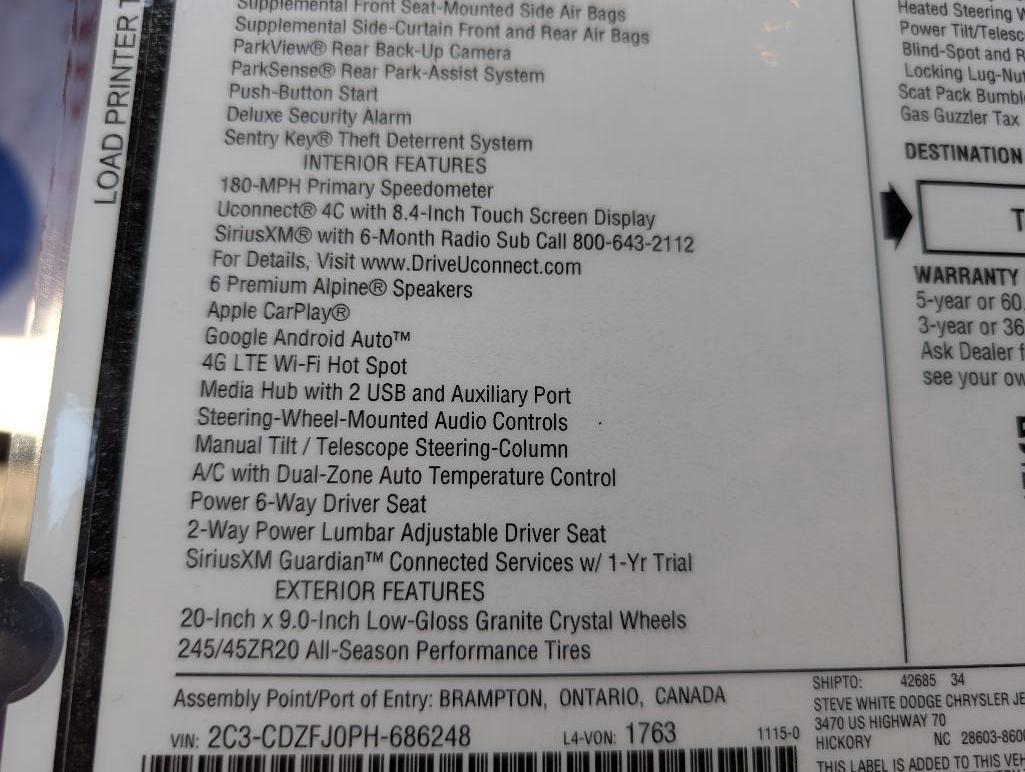 LOAD PRINTER
Supplemental Front Seat-Mounted Side Air Bags
Supplemental Side-Curtain Front and Rear Air Bags
ParkView® Rear Back-Up Camera
ParkSense® Rear Park-Assist System
Push-Button Start
Deluxe Security Alarm
Sentry Key® Theft Deterrent System
INTERIOR FEATURES
180-MPH Primary Speedometer
Uconnect® 4C with 8.4-Inch Touch Screen Display
SiriusXM® with 6-Month Radio Sub Call 800-643-2112
For Details, Visit www.DriveUconnect.com
6 Premium Alpine® Speakers
Apple CarPlay®
Google Android Auto™
4G LTE Wi-Fi Hot Spot
Media Hub with 2 USB and Auxiliary Port
Steering-Wheel-Mounted Audio Controls
Manual Tilt / Telescope Steering-Column
A/C with Dual-Zone Auto Temperature Control
Power 6-Way Driver Seat
2-Way Power Lumbar Adjustable Driver Seat
SiriusXM Guardian™ Connected Services w/ 1-Yr Trial
EXTERIOR FEATURES
20-Inch x 9.0-Inch Low-Gloss Granite Crystal Wheels
245/45ZR20 All-Season Performance Tires
Assembly Point/Port of Entry: BRAMPTON, ONTARIO, CANADA
VIN: 2C3-CDZFJ0PH-686248 L4-VON: 1763 1115-0
Heated Steering
Power Tilt/Telesc
Blind-Spot and R
Locking Lug-Nut
Scat Pack Bumbl
Gas Guzzler Tax
DESTINATION
T
WARRANTY
5-year or 60,
3-year or 36
Ask Dealer f
see your ow
SHIPTO: 42685 34
STEVE WHITE DODGE CHRYSLER JE
3470 US HIGHWAY 70
HICKORY NC 28603-8600
THIS LABEL IS ADDED TO THIS VEH